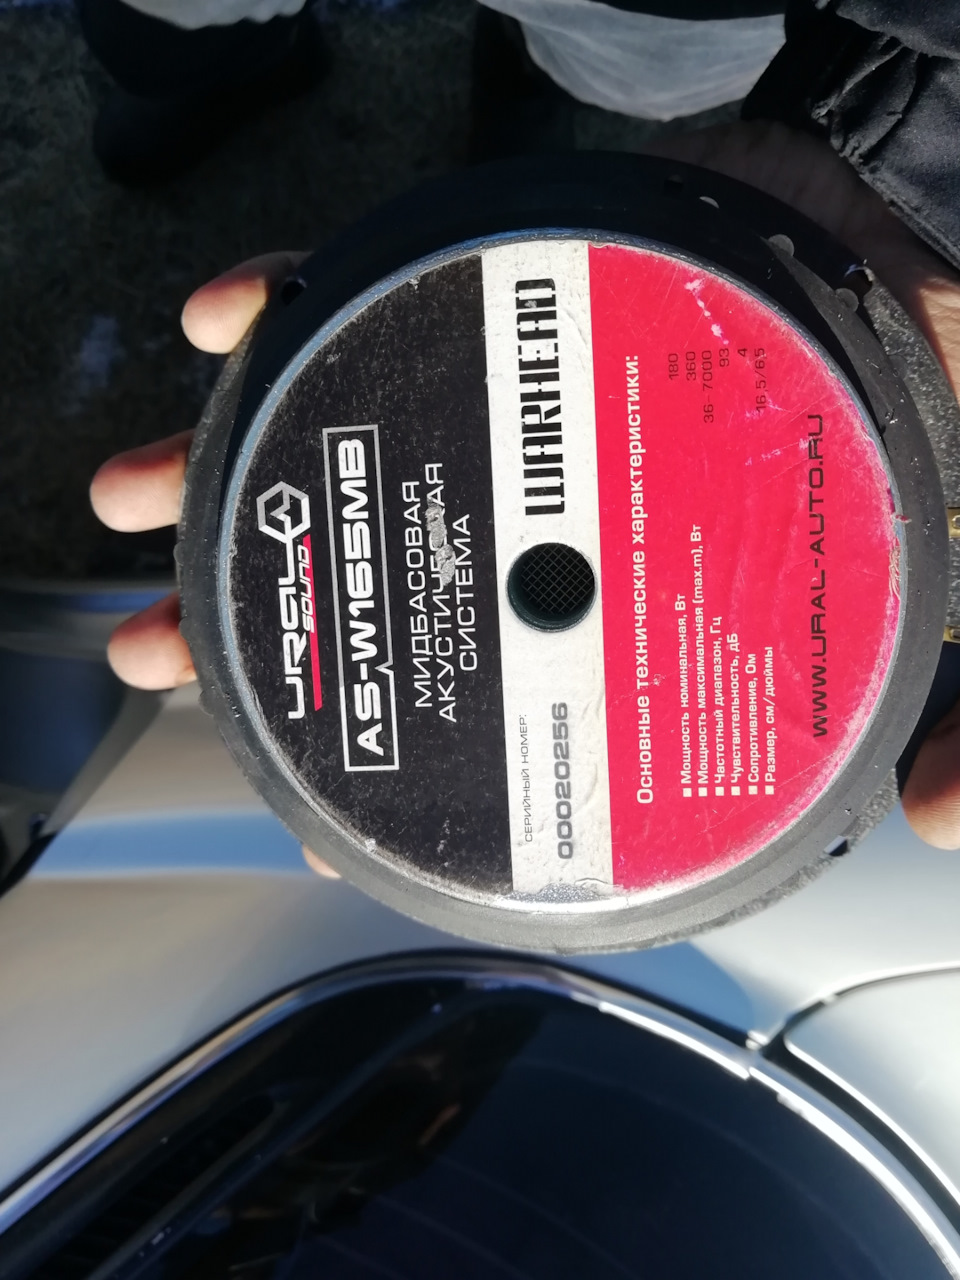 URAL
SOUND
AS-W165MB
МИДБАСОВАЯ
АКУСТИЧЕСКАЯ
СИСТЕМА
СЕРИЙНЫЙ НОМЕР:
00020256
WARHEAD
Основные технические характеристики:
■ Мощность номинальная, Вт 180
■ Мощность максимальная (max.m), Вт 360
■ Частотный диапазон, Гц 36-7000
■ Чувствительность, дБ 93
■ Сопротивление, Ом 4
■ Размер, см/дюймы 16,5/6,5
WWW.URAL-AUTO.RU